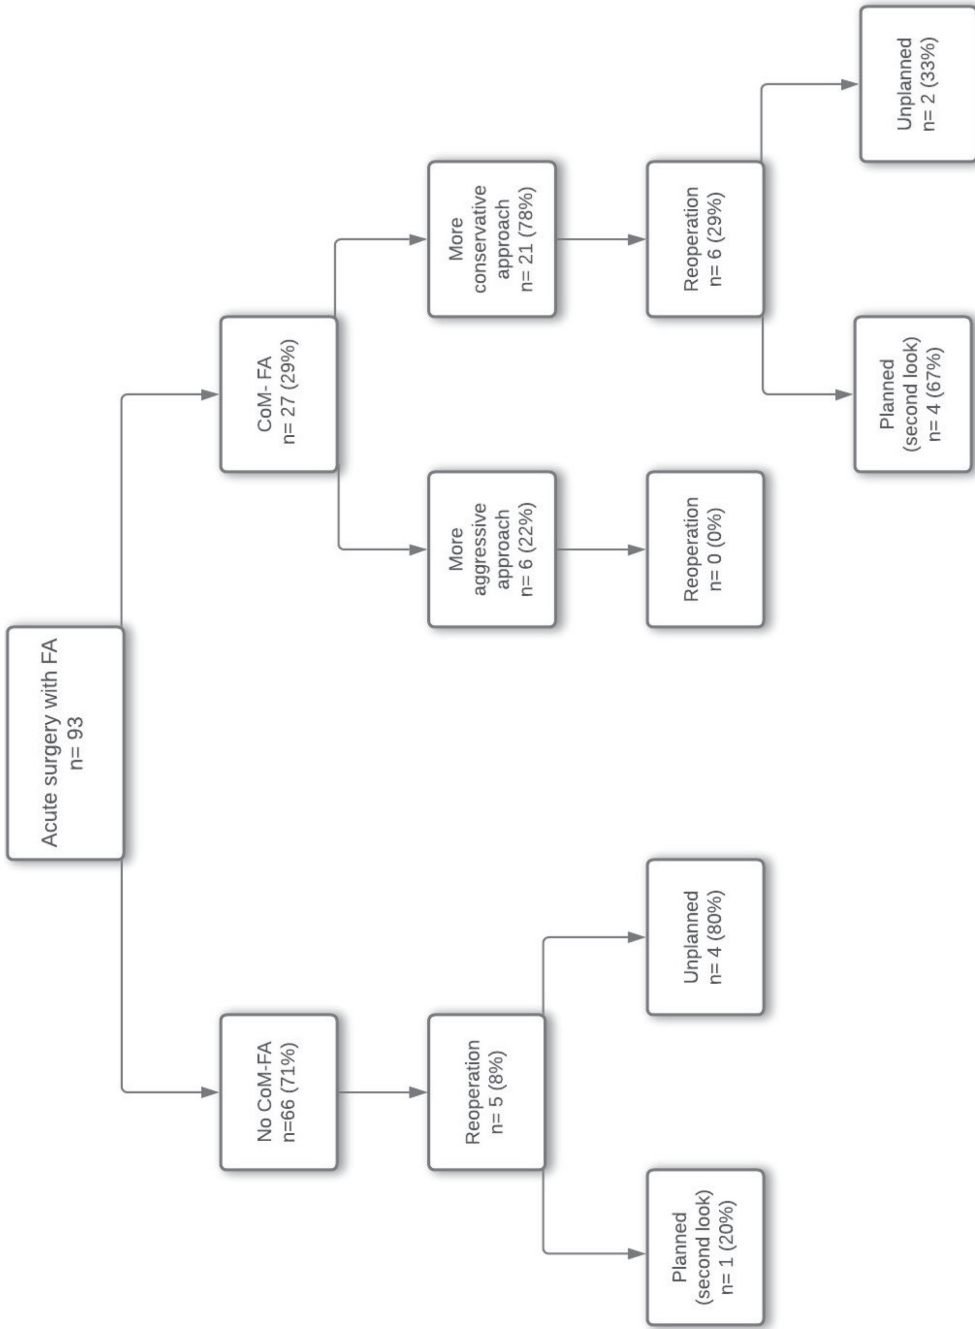 Acute surgery with FA
n= 93
No CoM-FA
n=66 (71%)
CoM- FA
n= 27 (29%)
Reoperation
n= 5 (8%)
More
aggressive
approach
n= 6 (22%)
More
conservative
approach
n= 21 (78%)
Planned
(second look)
n= 1 (20%)
Unplanned
n= 4 (80%)
Reoperation
n= 0 (0%)
Reoperation
n= 6 (29%)
Planned
(second look)
n= 4 (67%)
Unplanned
n= 2 (33%)